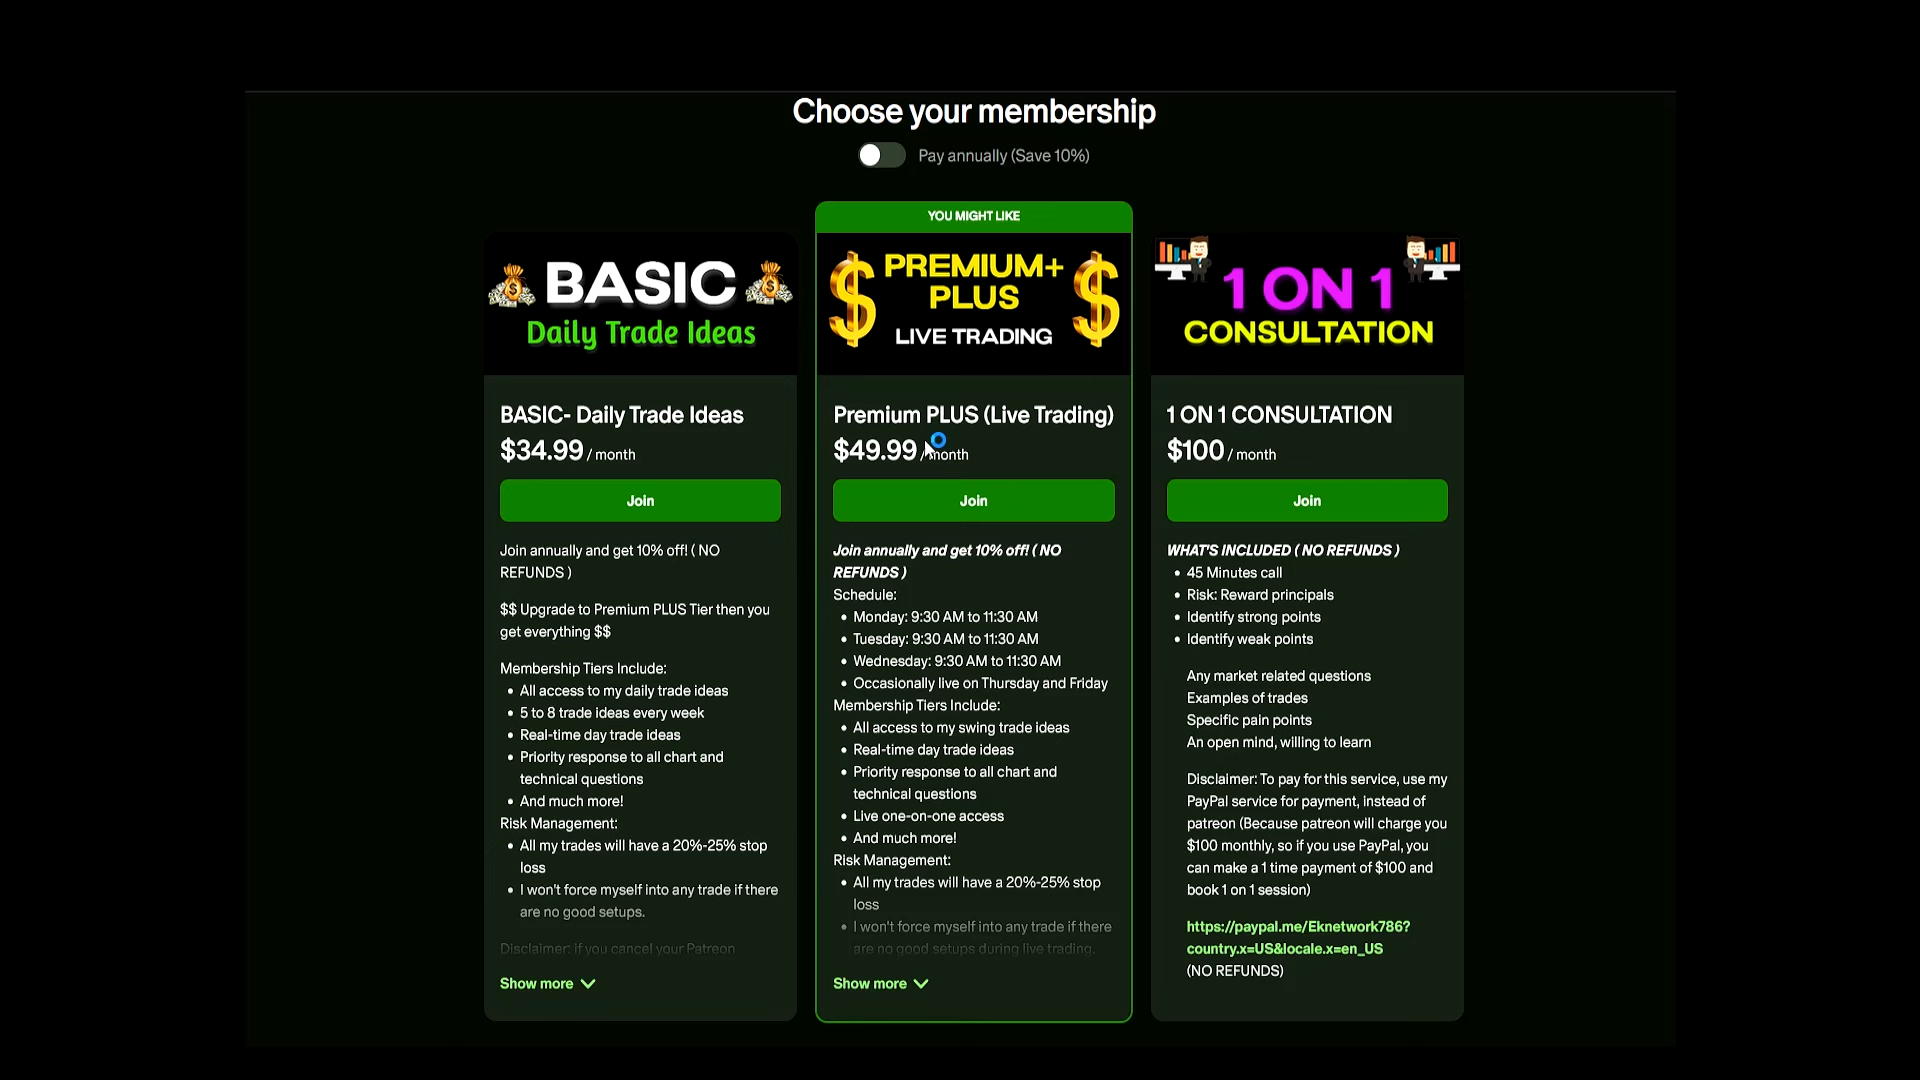 Choose your membership
Pay annually (Save 10%)
BASIC
Daily Trade Ideas
BASIC- Daily Trade Ideas
$34.99 / month
Join
Join annually and get 10% off! ( NO
REFUNDS )
$$ Upgrade to Premium PLUS Tier then you
get everything $$
Membership Tiers Include:
• All access to my daily trade ideas
• 5 to 8 trade ideas every week
• Real-time day trade ideas
• Priority response to all chart and
technical questions
• And much more!
Risk Management:
• All my trades will have a 20%-25% stop
loss
• I won't force myself into any trade if there
are no good setups.
Disclaimer: if you cancel your Patreon
Show more
YOU MIGHT LIKE
$ PREMIUM+ $
PLUS
LIVE TRADING
Premium PLUS (Live Trading)
$49.99 / month
Join
Join annually and get 10% off! ( NO
REFUNDS )
Schedule:
• Monday: 9:30 AM to 11:30 AM
• Tuesday: 9:30 AM to 11:30 AM
• Wednesday: 9:30 AM to 11:30 AM
• Occasionally live on Thursday and Friday
Membership Tiers Include:
• All access to my swing trade ideas
• Real-time day trade ideas
• Priority response to all chart and
technical questions
• Live one-on-one access
• And much more!
Risk Management:
• All my trades will have a 20%-25% stop
loss
• I won't force myself into any trade if there
are no good setups during live trading.
Show more
1 ON 1
CONSULTATION
1 ON 1 CONSULTATION
$100 / month
Join
WHAT'S INCLUDED ( NO REFUNDS )
• 45 Minutes call
• Risk: Reward principals
• Identify strong points
• Identify weak points
Any market related questions
Examples of trades
Specific pain points
An open mind, willing to learn
Disclaimer: To pay for this service, use my
PayPal service for payment, instead of
patreon (Because patreon will charge you
$100 monthly, so if you use PayPal, you
can make a 1 time payment of $100 and
book 1 on 1 session)
https://paypal.me/Eknetwork786?
country.x=US&locale.x=en_US
(NO REFUNDS)